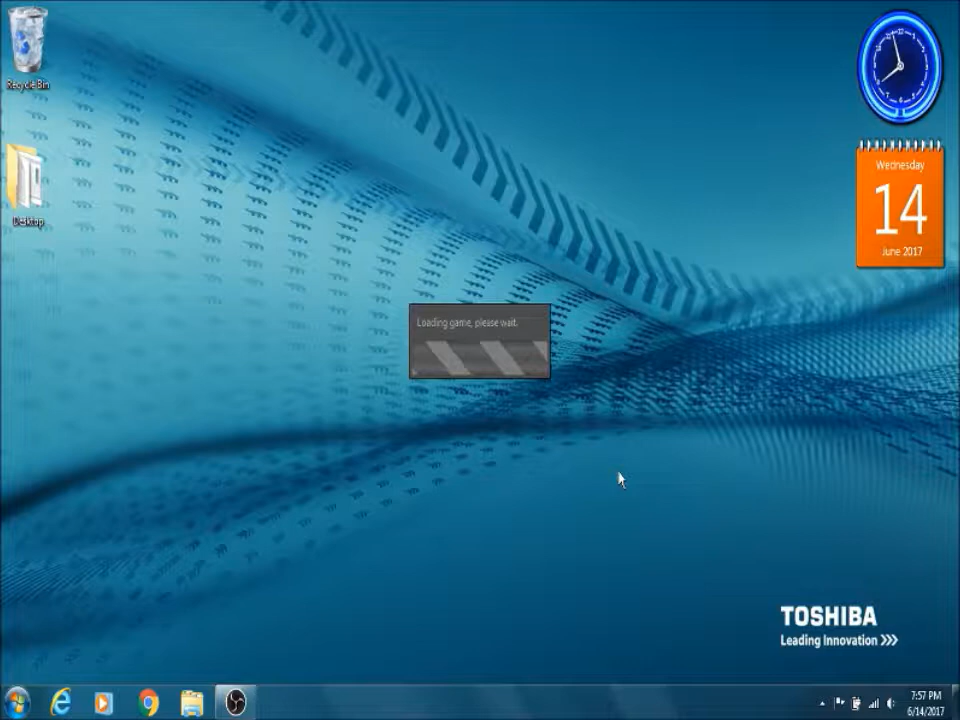 Recycle Bin
Desktop
Wednesday
14
June 2017
Loading game, please wait.
TOSHIBA
Leading Innovation >>>
7:57 PM
6/14/2017